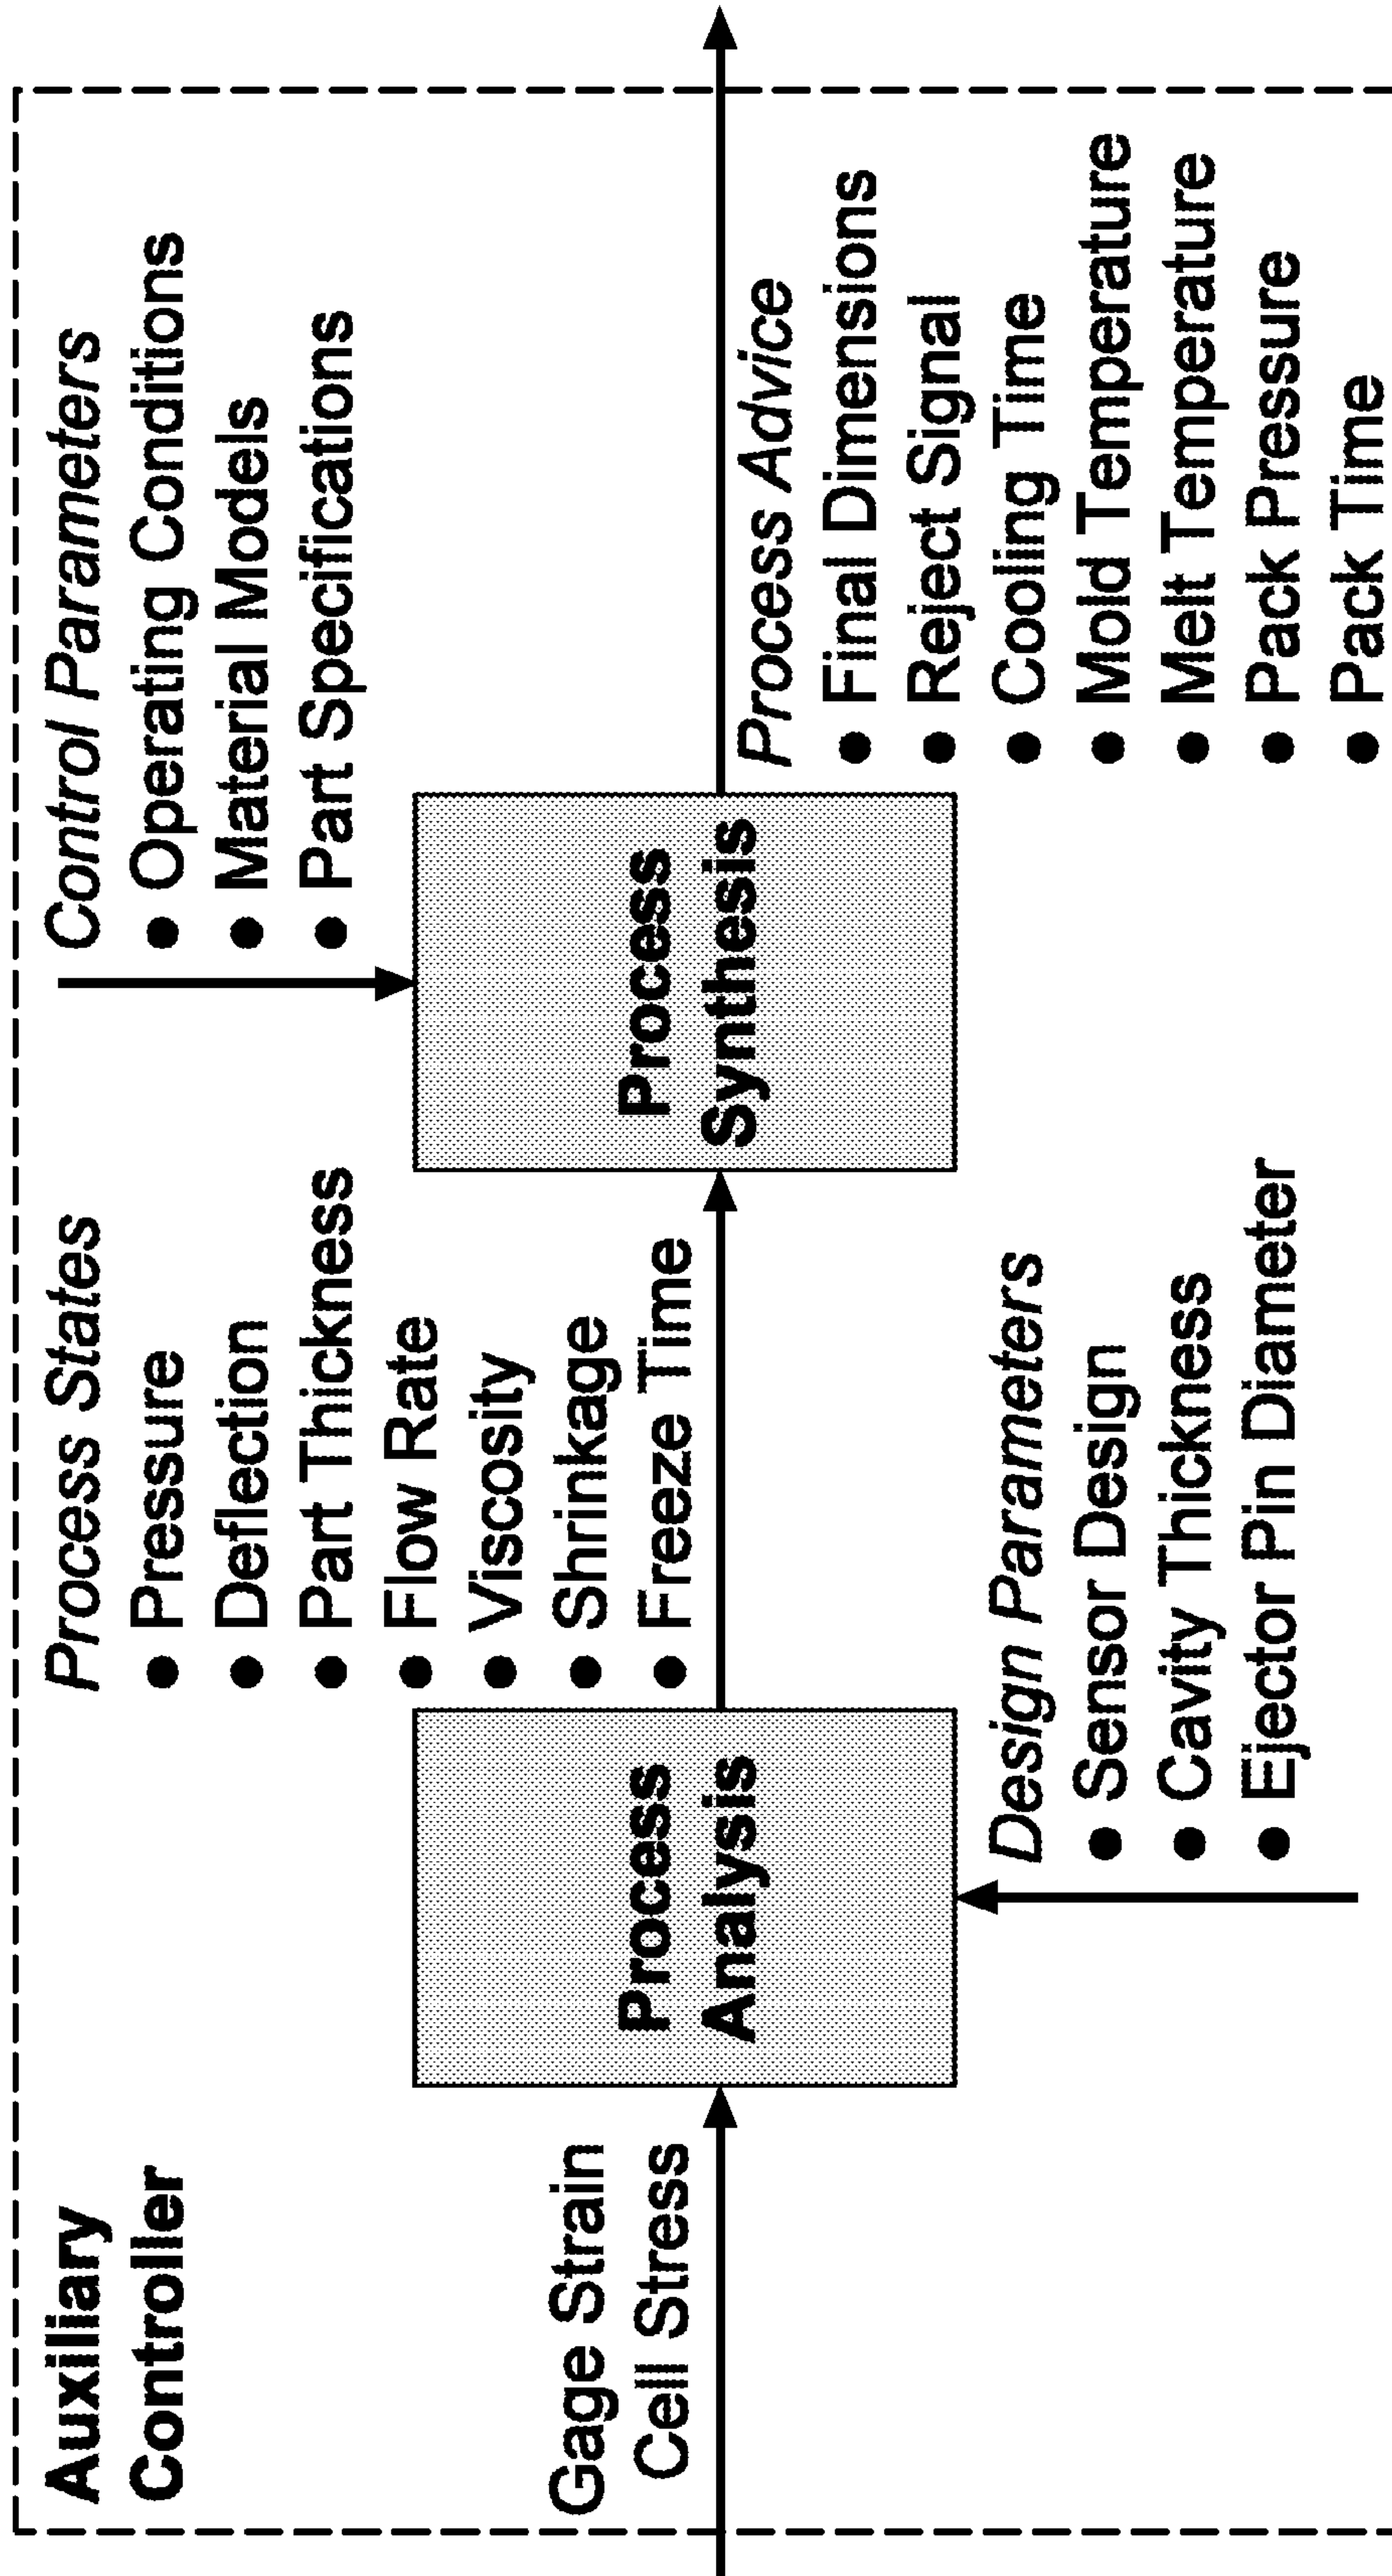 Auxiliary
Controller
Gage Strain
Cell Stress
Process
Analysis
Design Parameters
● Sensor Design
● Cavity Thickness
● Ejector Pin Diameter
Process States
● Pressure
● Deflection
● Part Thickness
● Flow Rate
● Viscosity
● Shrinkage
● Freeze Time
Process
Synthesis
Control Parameters
● Operating Conditions
● Material Models
● Part Specifications
Process Advice
● Final Dimensions
● Reject Signal
● Cooling Time
● Mold Temperature
● Melt Temperature
● Pack Pressure
● Pack Time